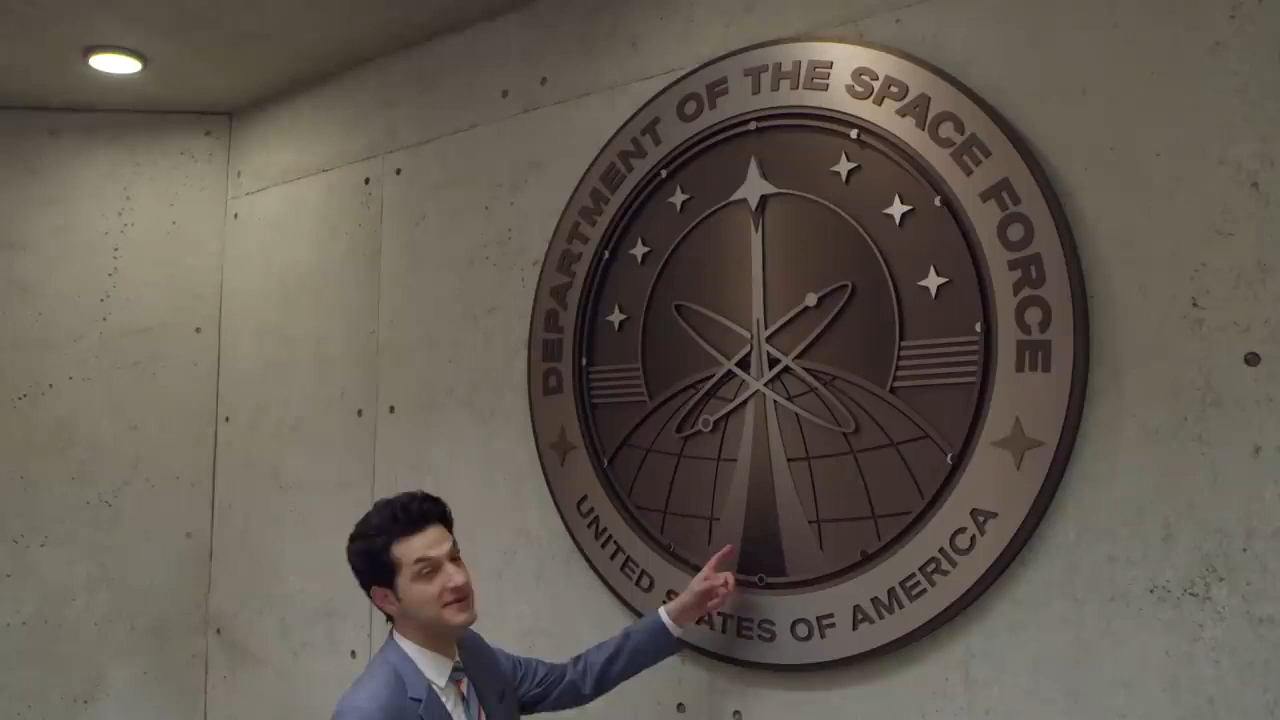 DEPARTMENT OF THE SPACE FORCE
UNITED STATES OF AMERICA